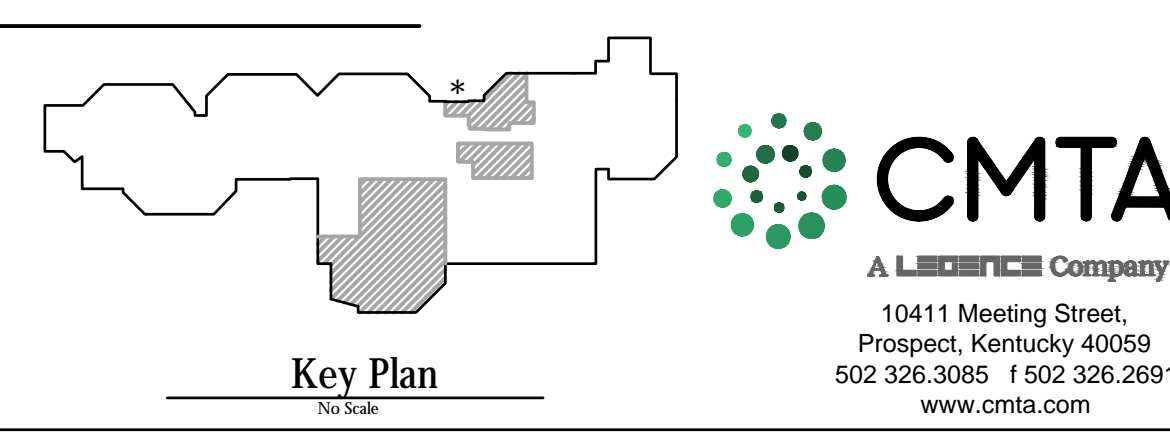 *
Key Plan
No Scale
CMTA
A LEGENCE Company
10411 Meeting Street,
Prospect, Kentucky 40059
502 326.3085 f 502 326.2691
www.cmta.com